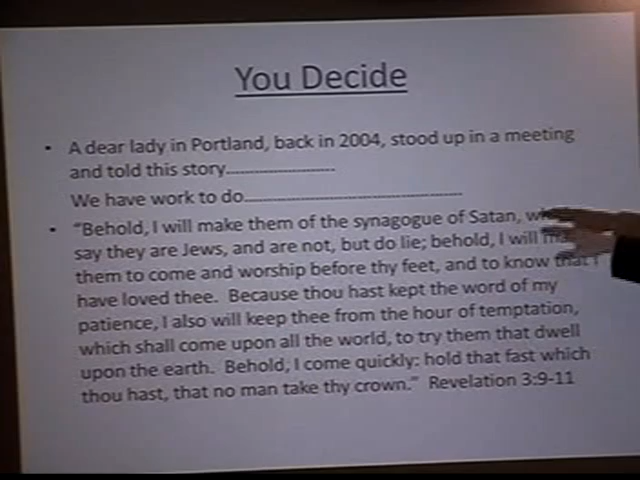 You Decide
• A dear lady in Portland, back in 2004, stood up in a meeting
and told this story...........................
We have work to do......................................................
• "Behold, I will make them of the synagogue of Satan,
say they are Jews, and are not, but do lie; behold, I will
them to come and worship before thy feet, and to know that I
have loved thee. Because thou hast kept the word of my
patience, I also will keep thee from the hour of temptation,
which shall come upon all the world, to try them that dwell
upon the earth. Behold, I come quickly: hold that fast which
thou hast, that no man take thy crown." Revelation 3:9-11